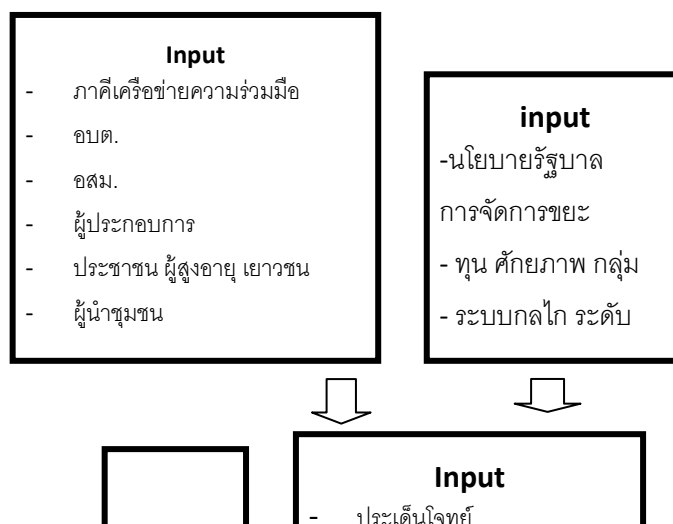 Input
- ภาคีเครือข่ายความร่วมมือ
- อบต.
- อสม.
- ผู้ประกอบการ
- ประชาชน ผู้สูงอายุ เยาวชน
- ผู้นำชุมชน
input
-นโยบายรัฐบาล
การจัดการขยะ
- ทุน ศักยภาพ กลุ่ม
- ระบบกลไก ระดับ
Input
- ประเด็นโจทย์